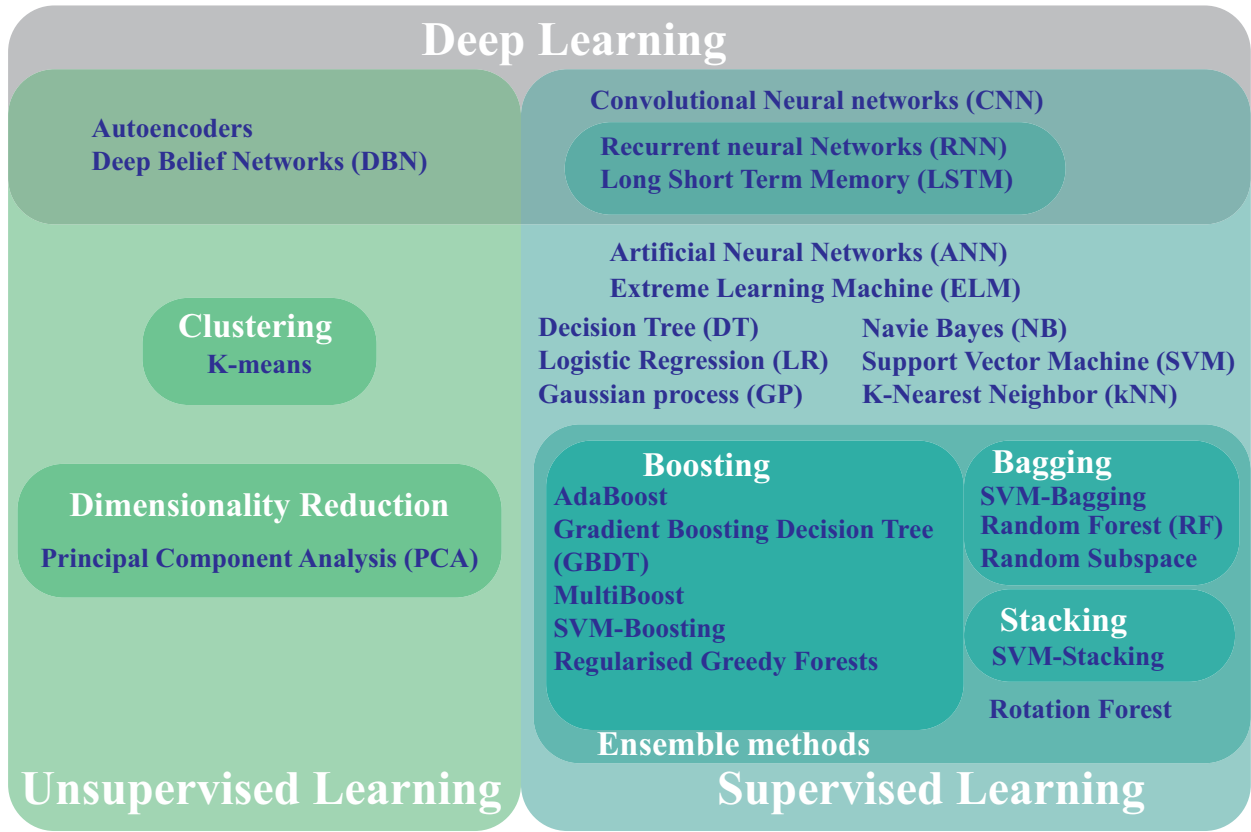 Deep Learning
Autoencoders
Deep Belief Networks (DBN)
Convolutional Neural networks (CNN)
Recurrent neural Networks (RNN)
Long Short Term Memory (LSTM)
Artificial Neural Networks (ANN)
Extreme Learning Machine (ELM)
Decision Tree (DT)
Logistic Regression (LR)
Gaussian process (GP)
Navie Bayes (NB)
Support Vector Machine (SVM)
K-Nearest Neighbor (kNN)
Clustering
K-means
Dimensionality Reduction
Principal Component Analysis (PCA)
Boosting
AdaBoost
Gradient Boosting Decision Tree
(GBDT)
MultiBoost
SVM-Boosting
Regularised Greedy Forests
Bagging
SVM-Bagging
Random Forest (RF)
Random Subspace
Stacking
SVM-Stacking
Rotation Forest
Ensemble methods
Unsupervised Learning
Supervised Learning